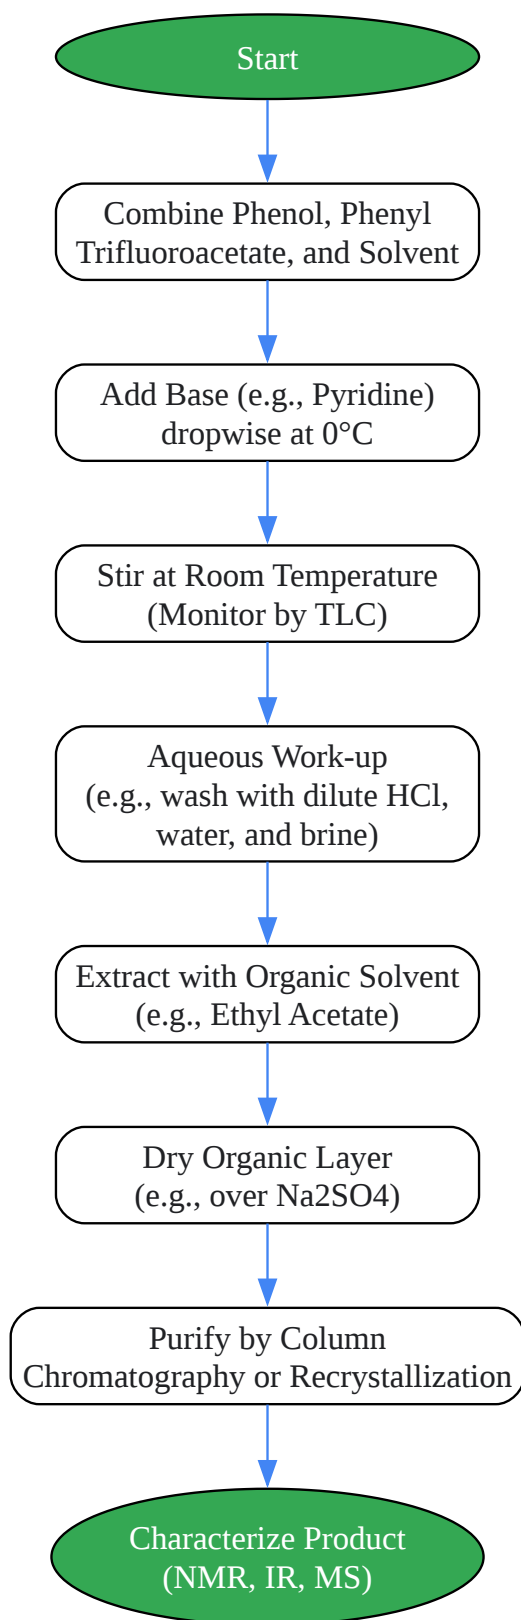 Start
Combine Phenol, Phenyl
Trifluoroacetate, and Solvent
Add Base (e.g., Pyridine)
dropwise at 0°C
Stir at Room Temperature
(Monitor by TLC)
Aqueous Work-up
(e.g., wash with dilute HCl,
water, and brine)
Extract with Organic Solvent
(e.g., Ethyl Acetate)
Dry Organic Layer
(e.g., over Na2SO4)
Purify by Column
Chromatography or Recrystallization
Characterize Product
(NMR, IR, MS)